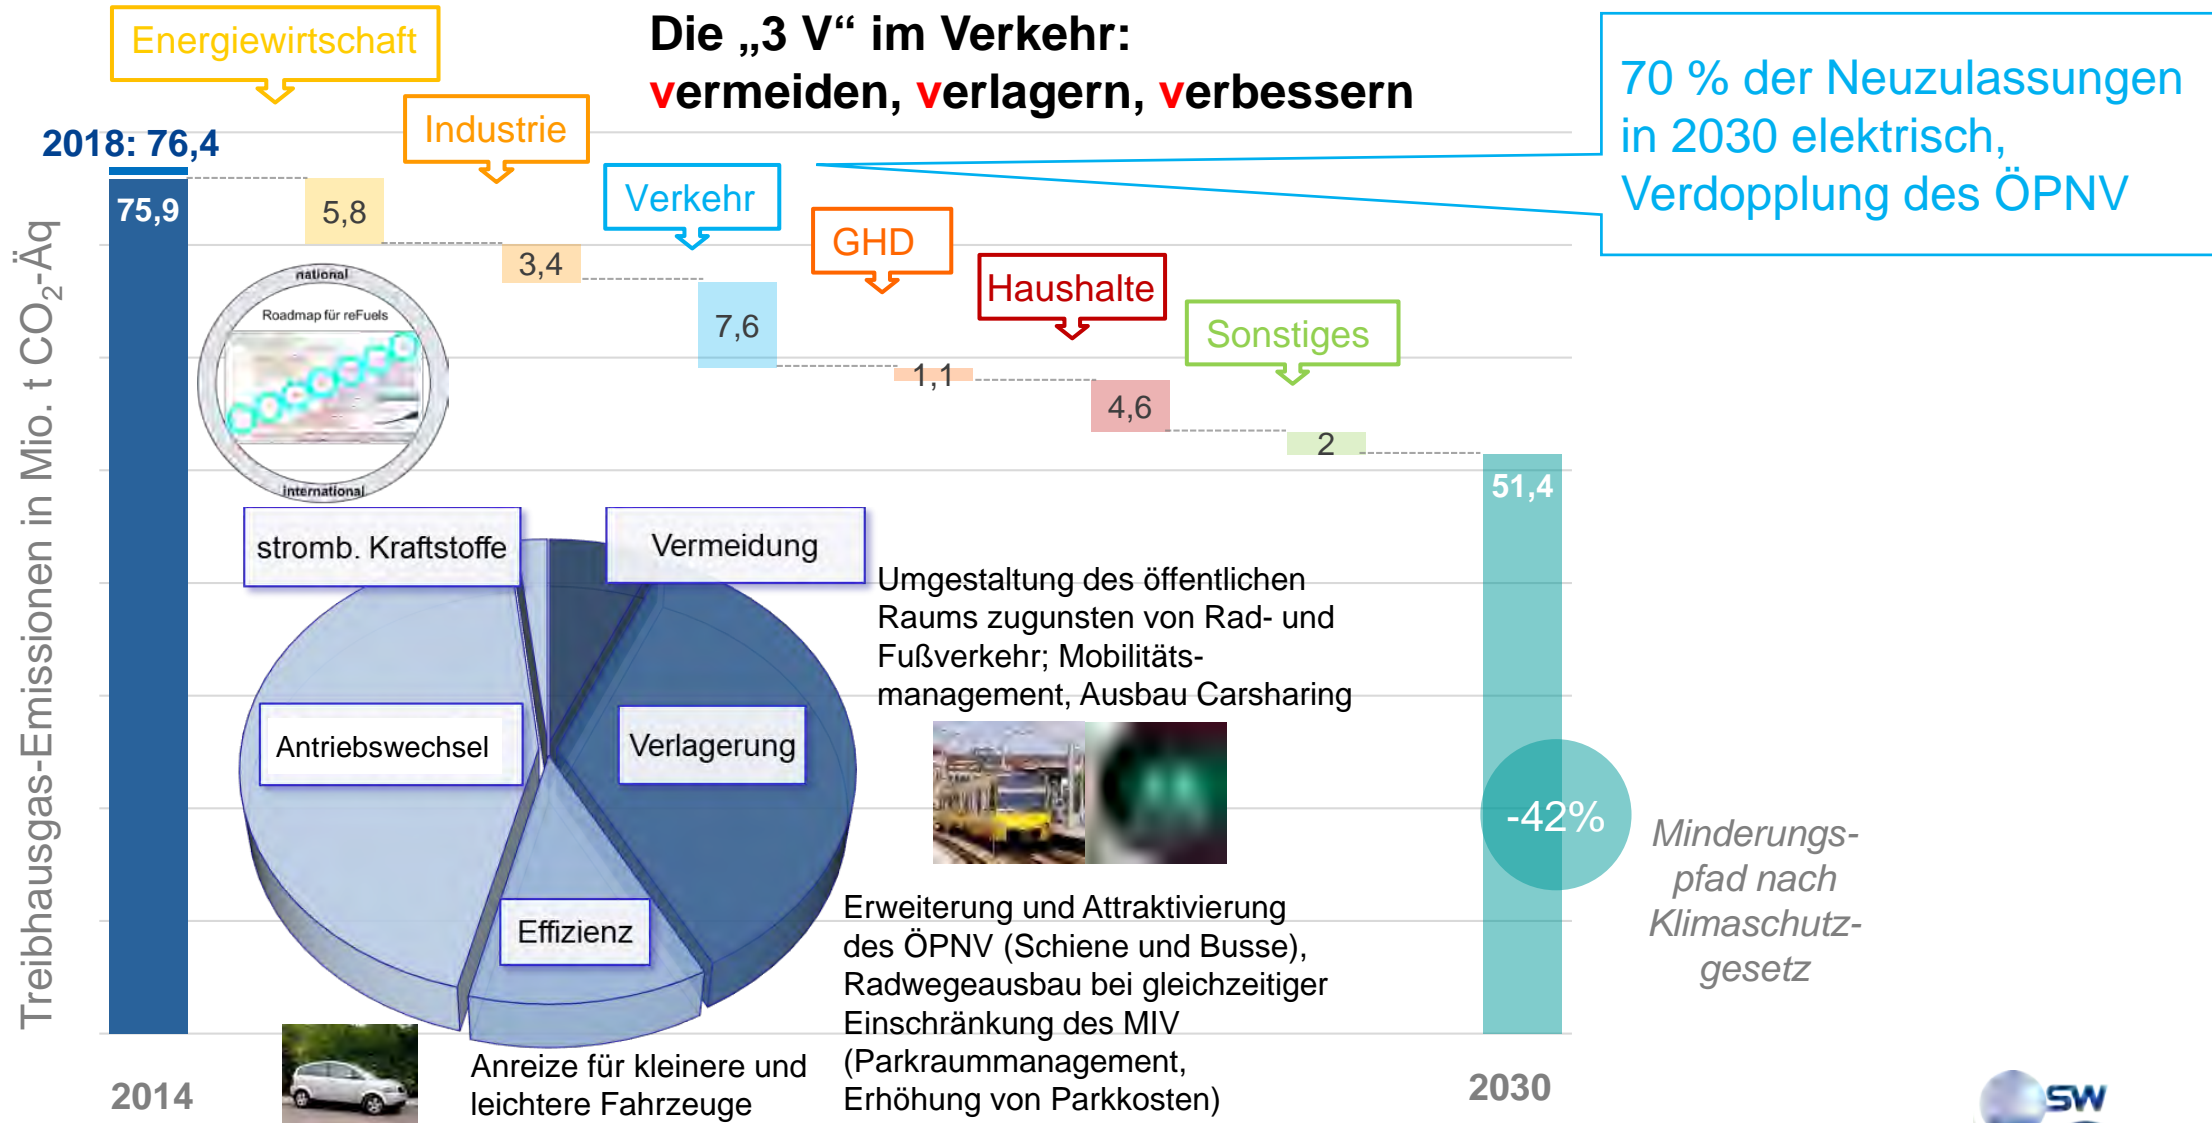 Die „3 V“ im Verkehr:
vermeiden, verlagern, verbessern
Energiewirtschaft
Industrie
Verkehr
GHD
Haushalte
Sonstiges
70 % der Neuzulassungen
in 2030 elektrisch,
Verdopplung des ÖPNV
Treibhausgas-Emissionen in Mio. t CO₂-Äq
2018: 76,4
75,9
5,8
3,4
7,6
1,1
4,6
2
51,4
national
Roadmap für reFuels
international
stromb. Kraftstoffe
Vermeidung
Antriebswechsel
Verlagerung
Effizienz
Umgestaltung des öffentlichen
Raums zugunsten von Rad- und
Fußverkehr; Mobilitäts-
management, Ausbau Carsharing
Erweiterung und Attraktivierung
des ÖPNV (Schiene und Busse),
Radwegeausbau bei gleichzeitiger
Einschränkung des MIV
(Parkraummanagement,
Erhöhung von Parkkosten)
Anreize für kleinere und
leichtere Fahrzeuge
-42%
Minderungs-
pfad nach
Klimaschutz-
gesetz
2014
2030
SW